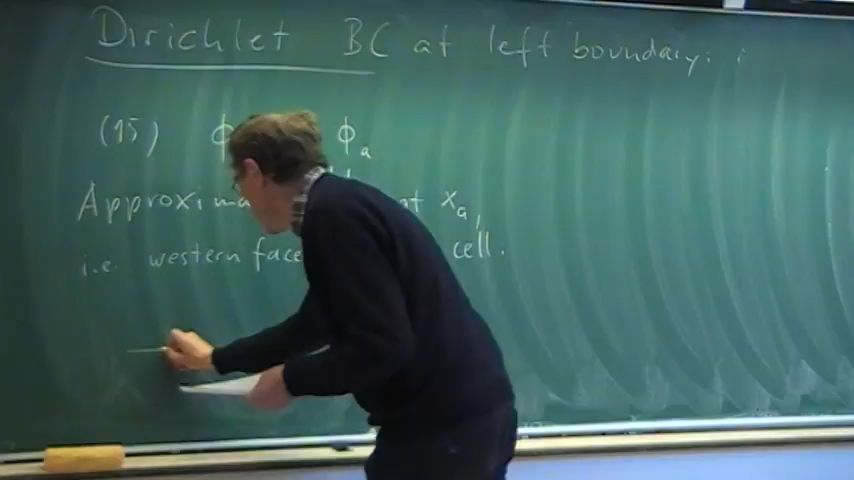 Dirichlet BC at left boundary: i
(15) ϕ ϕa
Approxima at xa,
i.e. western face cell.